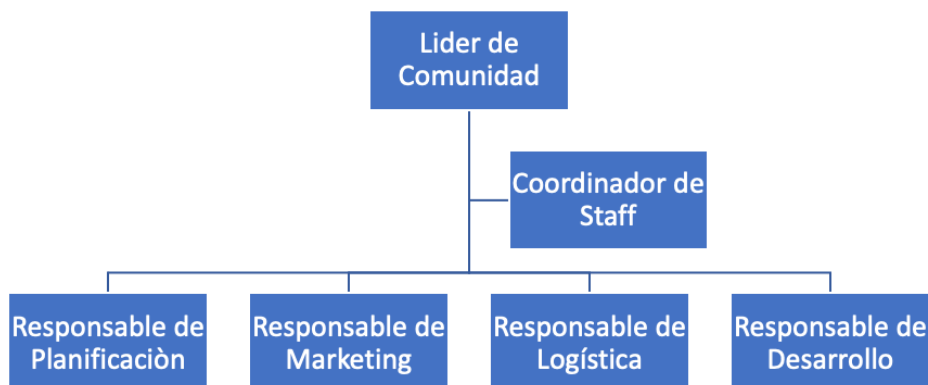 Lider de
Comunidad
Coordinador de
Staff
Responsable de
Planificaciòn
Responsable de
Marketing
Responsable de
Logística
Responsable de
Desarrollo